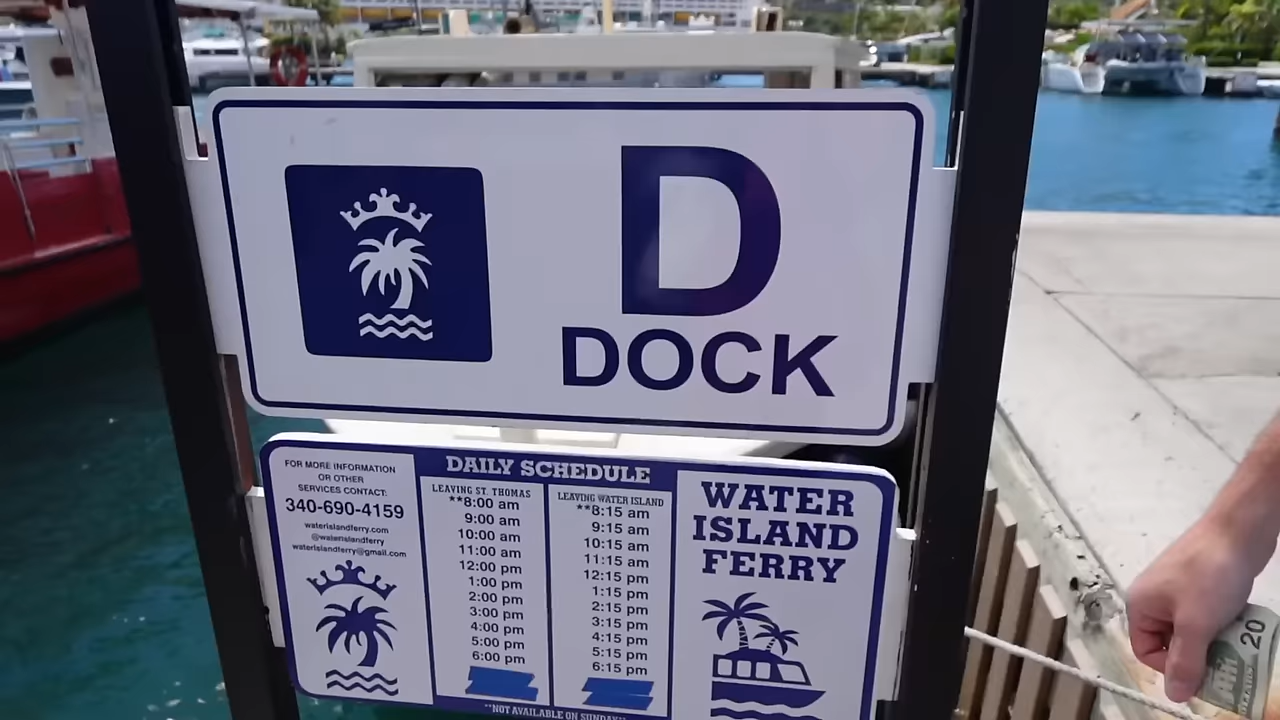 D
DOCK
FOR MORE INFORMATION
OR OTHER
SERVICES CONTACT:
340-690-4159
waterislandferry.com
@waterislandferry
waterislandferry@gmail.com
DAILY SCHEDULE
LEAVING ST. THOMAS
**8:00 am
9:00 am
10:00 am
11:00 am
12:00 pm
1:00 pm
2:00 pm
3:00 pm
4:00 pm
5:00 pm
6:00 pm
LEAVING WATER ISLAND
**8:15 am
9:15 am
10:15 am
11:15 am
12:15 pm
1:15 pm
2:15 pm
3:15 pm
4:15 pm
5:15 pm
6:15 pm
**NOT AVAILABLE ON SUNDAY**
WATER
ISLAND
FERRY
20